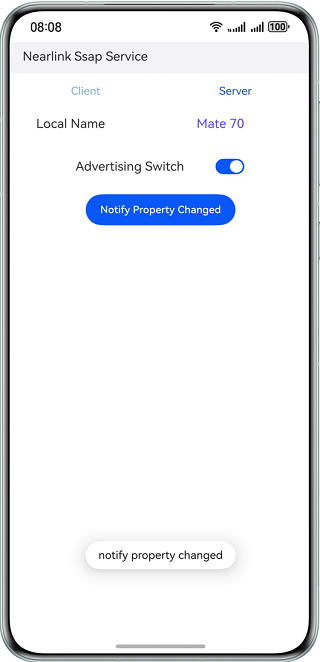 08:08
100
Nearlink Ssap Service
Client Server
Local Name Mate 70
Advertising Switch
Notify Property Changed
notify property changed